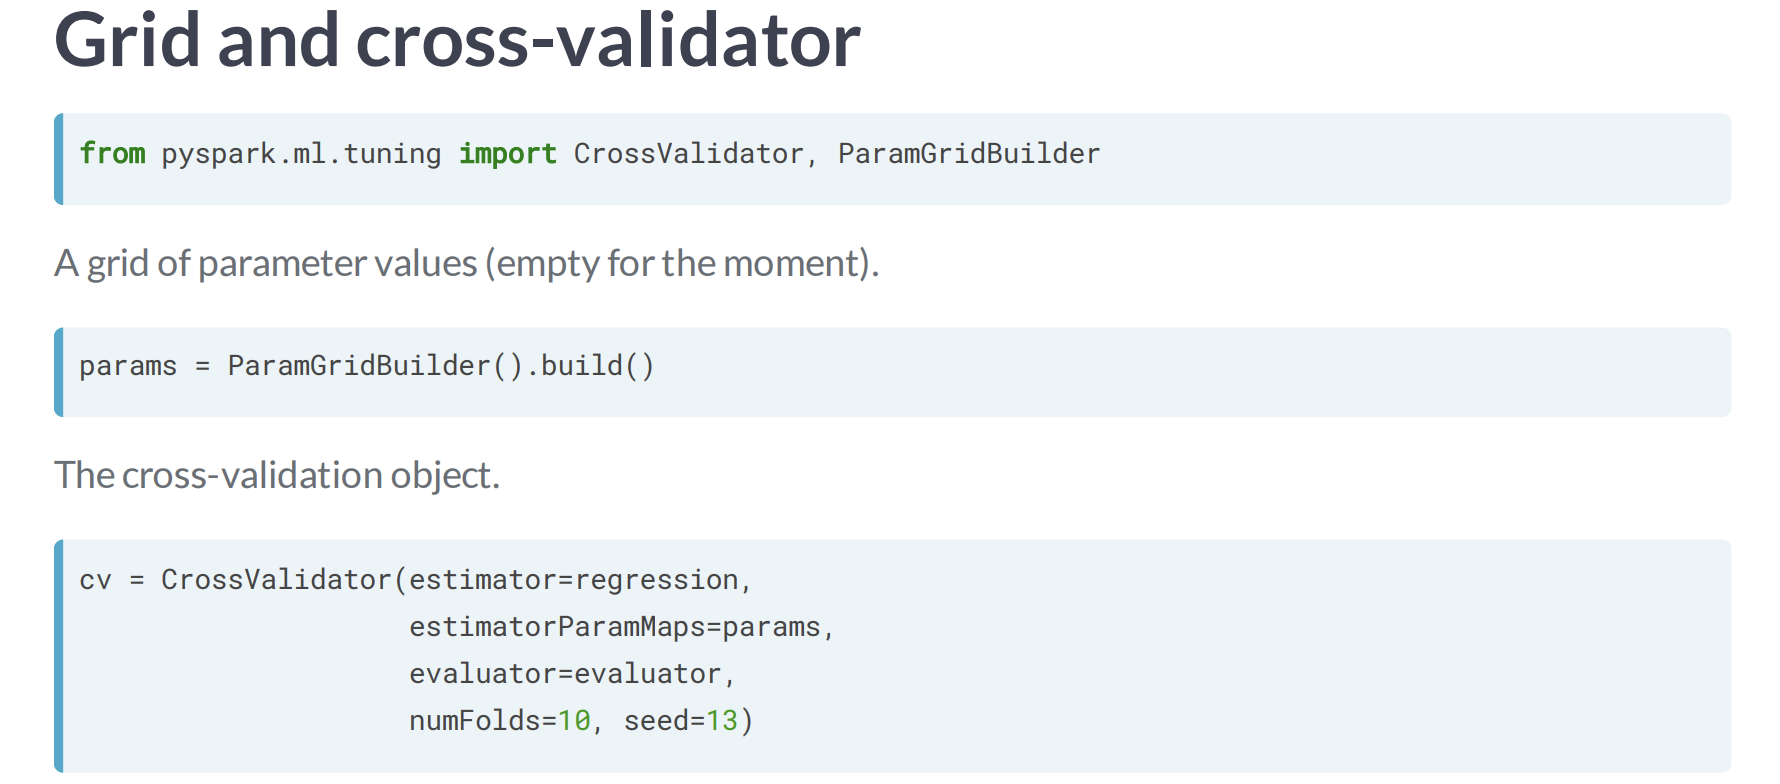 Grid and cross-validator
from pyspark.ml.tuning import CrossValidator, ParamGridBuilder
A grid of parameter values (empty for the moment).
params = ParamGridBuilder().build()
The cross-validation object.
cv = CrossValidator(estimator=regression,
                    estimatorParamMaps=params,
                    evaluator=evaluator,
                    numFolds=10, seed=13)